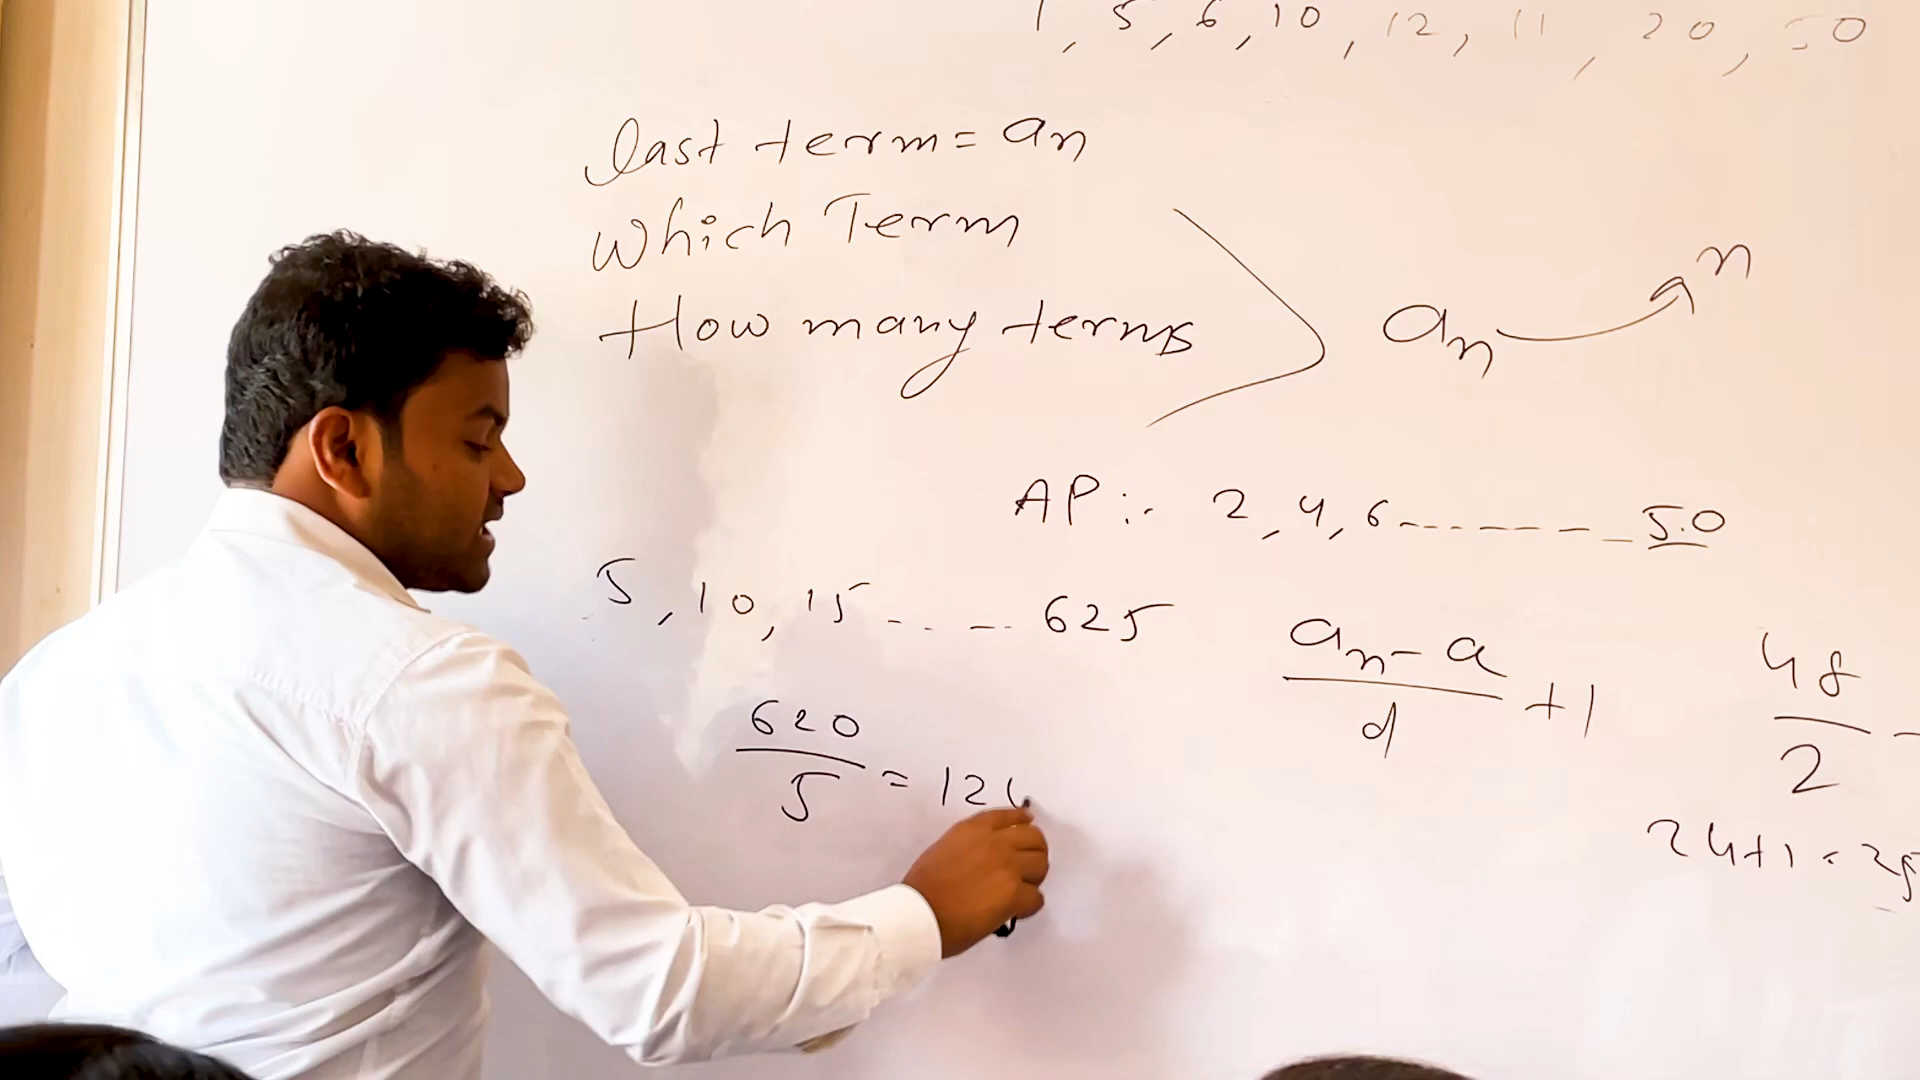 1, 5, 6, 10, 12, 11, 20, 50
last term = an
Which Term
How many terms
an n
AP :- 2, 4, 6 - - - - - - - 50
5, 10, 15 - - - - 625
an - a / d + 1
48 / 2 -
620 / 5 = 12
24+1 = 25